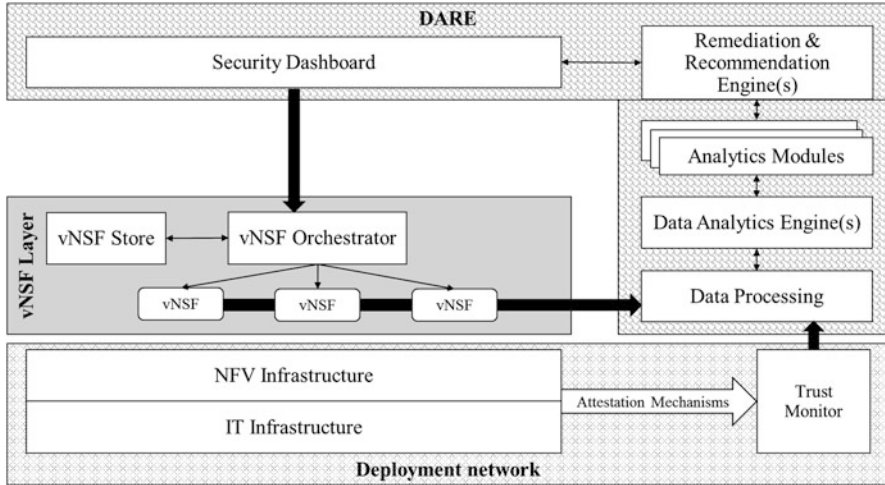 DARE
Security Dashboard
Remediation &
Recommendation
Engine(s)
Analytics Modules
Data Analytics Engine(s)
Data Processing
vNSF Layer
vNSF Store
vNSF Orchestrator
vNSF
vNSF
vNSF
NFV Infrastructure
IT Infrastructure
Attestation Mechanisms
Trust
Monitor
Deployment network